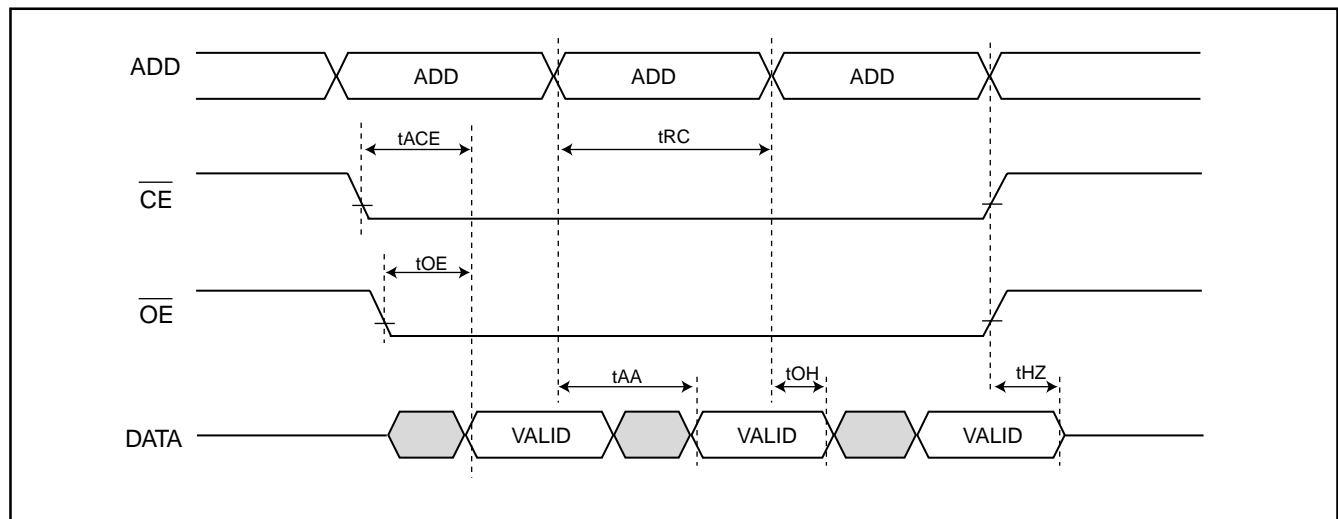 ADD ADD ADD ADD
tACE tRC
CE
tOE
OE
tAA tOH tHZ
DATA VALID VALID VALID